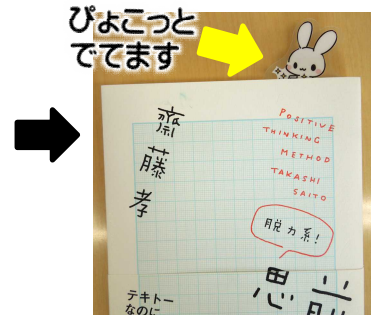 ぴょこっと
でてます
齋藤孝
POSITIVE
THINKING
METHOD
TAKASHI
SAITO
脱力系!
思
テキトー
なのに